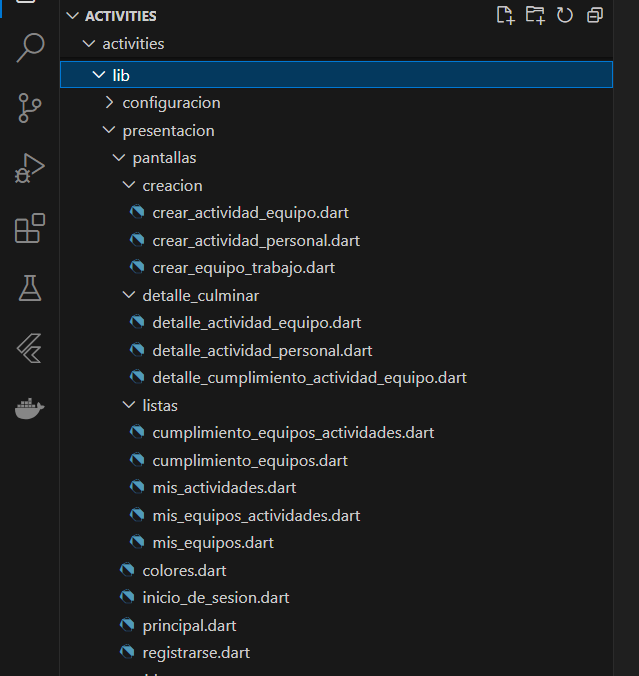 ACTIVITIES
activities
lib
configuracion
presentacion
pantallas
creacion
crear_actividad_equipo.dart
crear_actividad_personal.dart
crear_equipo_trabajo.dart
detalle_culminar
detalle_actividad_equipo.dart
detalle_actividad_personal.dart
detalle_cumplimiento_actividad_equipo.dart
listas
cumplimiento_equipos_actividades.dart
cumplimiento_equipos.dart
mis_actividades.dart
mis_equipos_actividades.dart
mis_equipos.dart
colores.dart
inicio_de_sesion.dart
principal.dart
registrarse.dart